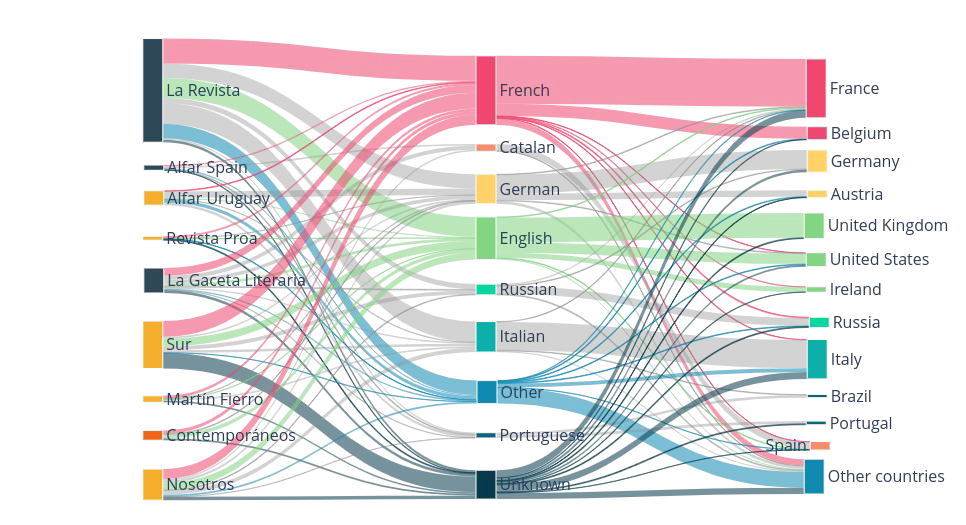 La Revista
Alfar Spain
Alfar Uruguay
Revista Proa
La Gaceta Literaria
Sur
Martín Fierro
Contemporáneos
Nosotros
French
Catalan
German
English
Russian
Italian
Other
Portuguese
Unknown
France
Belgium
Germany
Austria
United Kingdom
United States
Ireland
Russia
Italy
Brazil
Portugal
Spain
Other countries